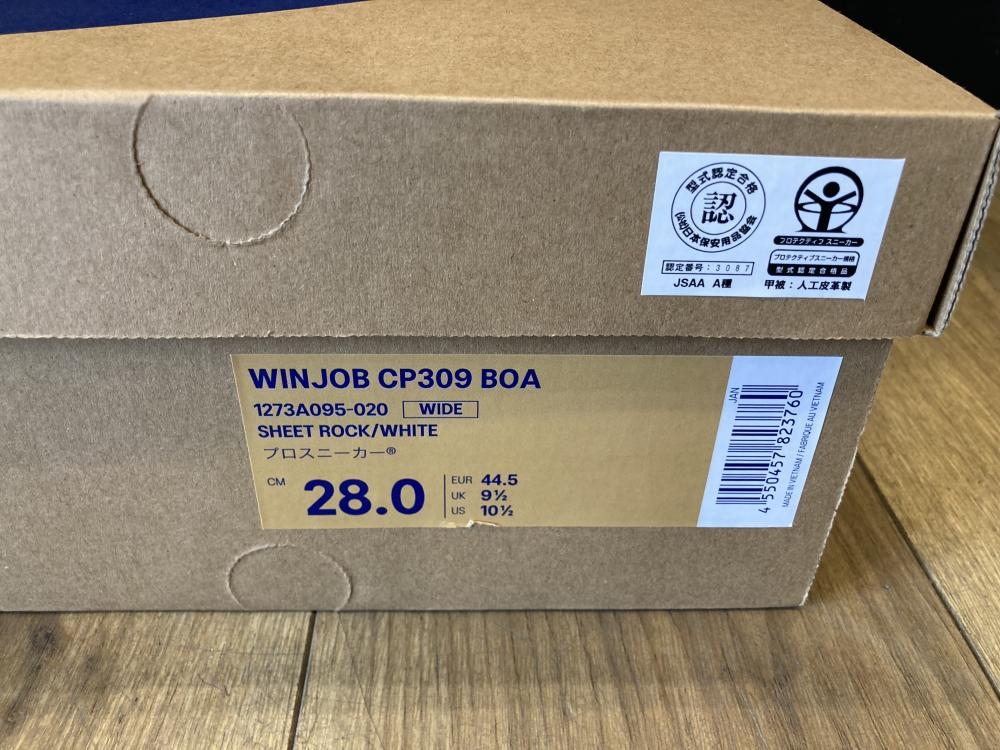 型式認定合格
認
(公社)日本保安用品協会
プロテクティブ スニーカー
プロテクティブスニーカー規格
型式認定合格品
認定番号：3087
JSAA A種
甲被：人工皮革製
WINJOB CP309 BOA
1273A095-020 WIDE
SHEET ROCK/WHITE
プロスニーカー®
CM 28.0
EUR 44.5
UK 9½
US 10½
JAN
4 550457 823760
MADE IN VIETNAM / FABRIQUE AU VIETNAM